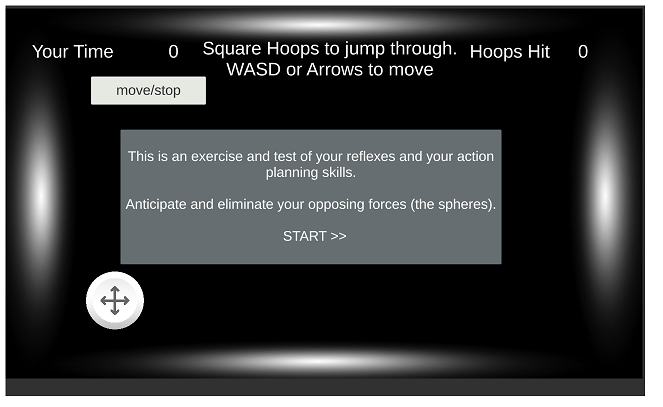 Your Time 0
Square Hoops to jump through.
WASD or Arrows to move
Hoops Hit 0
move/stop
This is an exercise and test of your reflexes and your action
planning skills.
Anticipate and eliminate your opposing forces (the spheres).
START >>